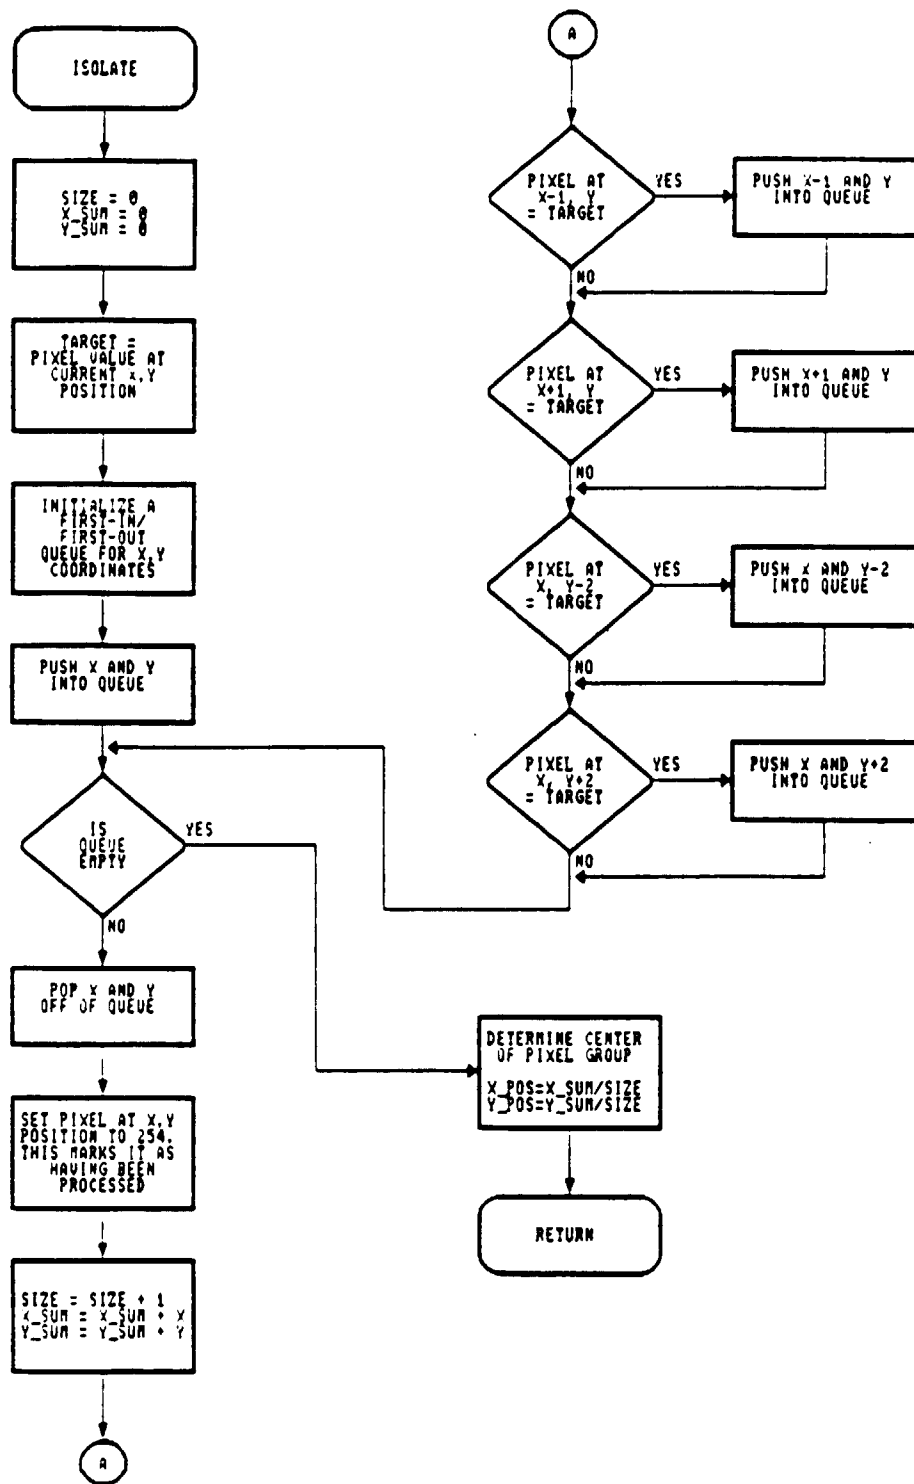 ISOLATE
SIZE = 0
X_SUM = 0
Y_SUM = 0
TARGET =
PIXEL VALUE AT
CURRENT X,Y
POSITION
INITIALIZE A
FIRST-IN/
FIRST-OUT
QUEUE FOR X,Y
COORDINATES
PUSH X AND Y
INTO QUEUE
IS
QUEUE
EMPTY
YES
NO
POP X AND Y
OFF OF QUEUE
SET PIXEL AT X,Y
POSITION TO 254.
THIS MARKS IT AS
HAVING BEEN
PROCESSED
SIZE = SIZE + 1
X_SUM = X_SUM + X
Y_SUM = Y_SUM + Y
A
A
PIXEL AT
X-1, Y
= TARGET
YES
PUSH X-1 AND Y
INTO QUEUE
NO
PIXEL AT
X+1, Y
= TARGET
YES
PUSH X+1 AND Y
INTO QUEUE
NO
PIXEL AT
X, Y-2
= TARGET
YES
PUSH X AND Y-2
INTO QUEUE
NO
PIXEL AT
X, Y+2
= TARGET
YES
PUSH X AND Y+2
INTO QUEUE
NO
DETERMINE CENTER
OF PIXEL GROUP
X_POS=X_SUM/SIZE
Y_POS=Y_SUM/SIZE
RETURN